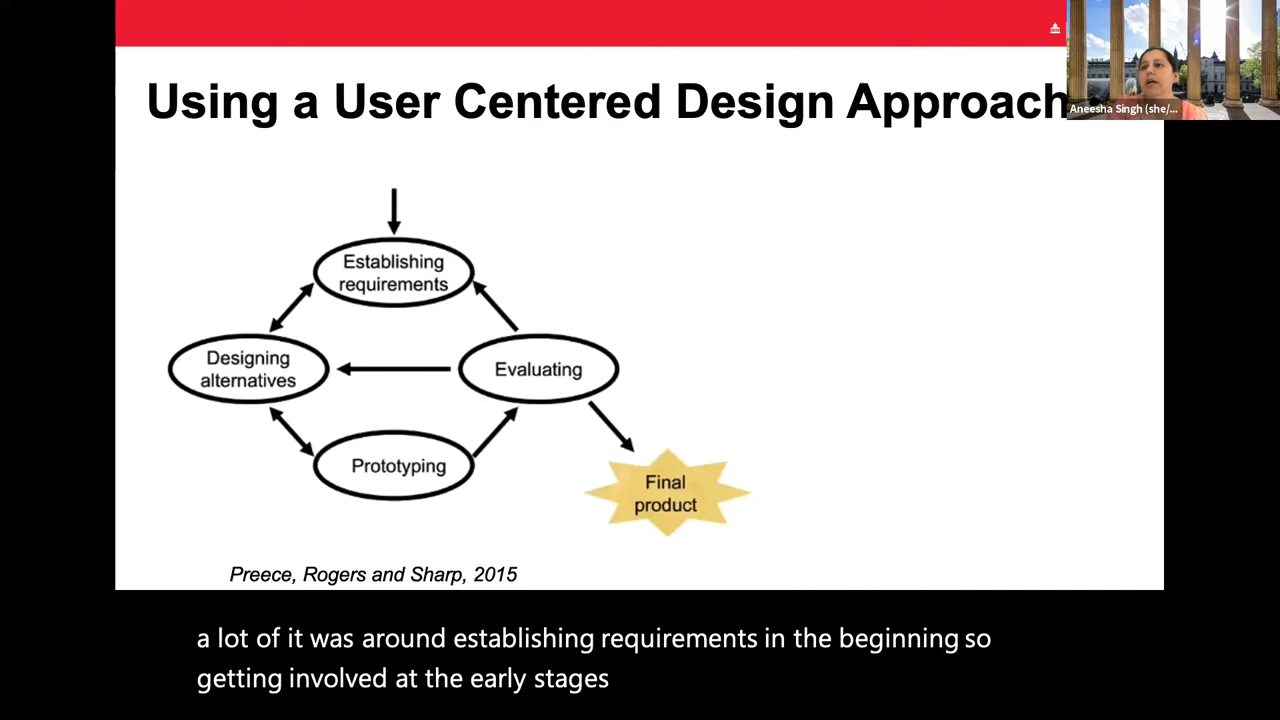 Using a User Centered Design Approach
Aneesha Singh (she/...
Establishing
requirements
Designing
alternatives
Evaluating
Prototyping
Final
product
Preece, Rogers and Sharp, 2015
a lot of it was around establishing requirements in the beginning so
getting involved at the early stages